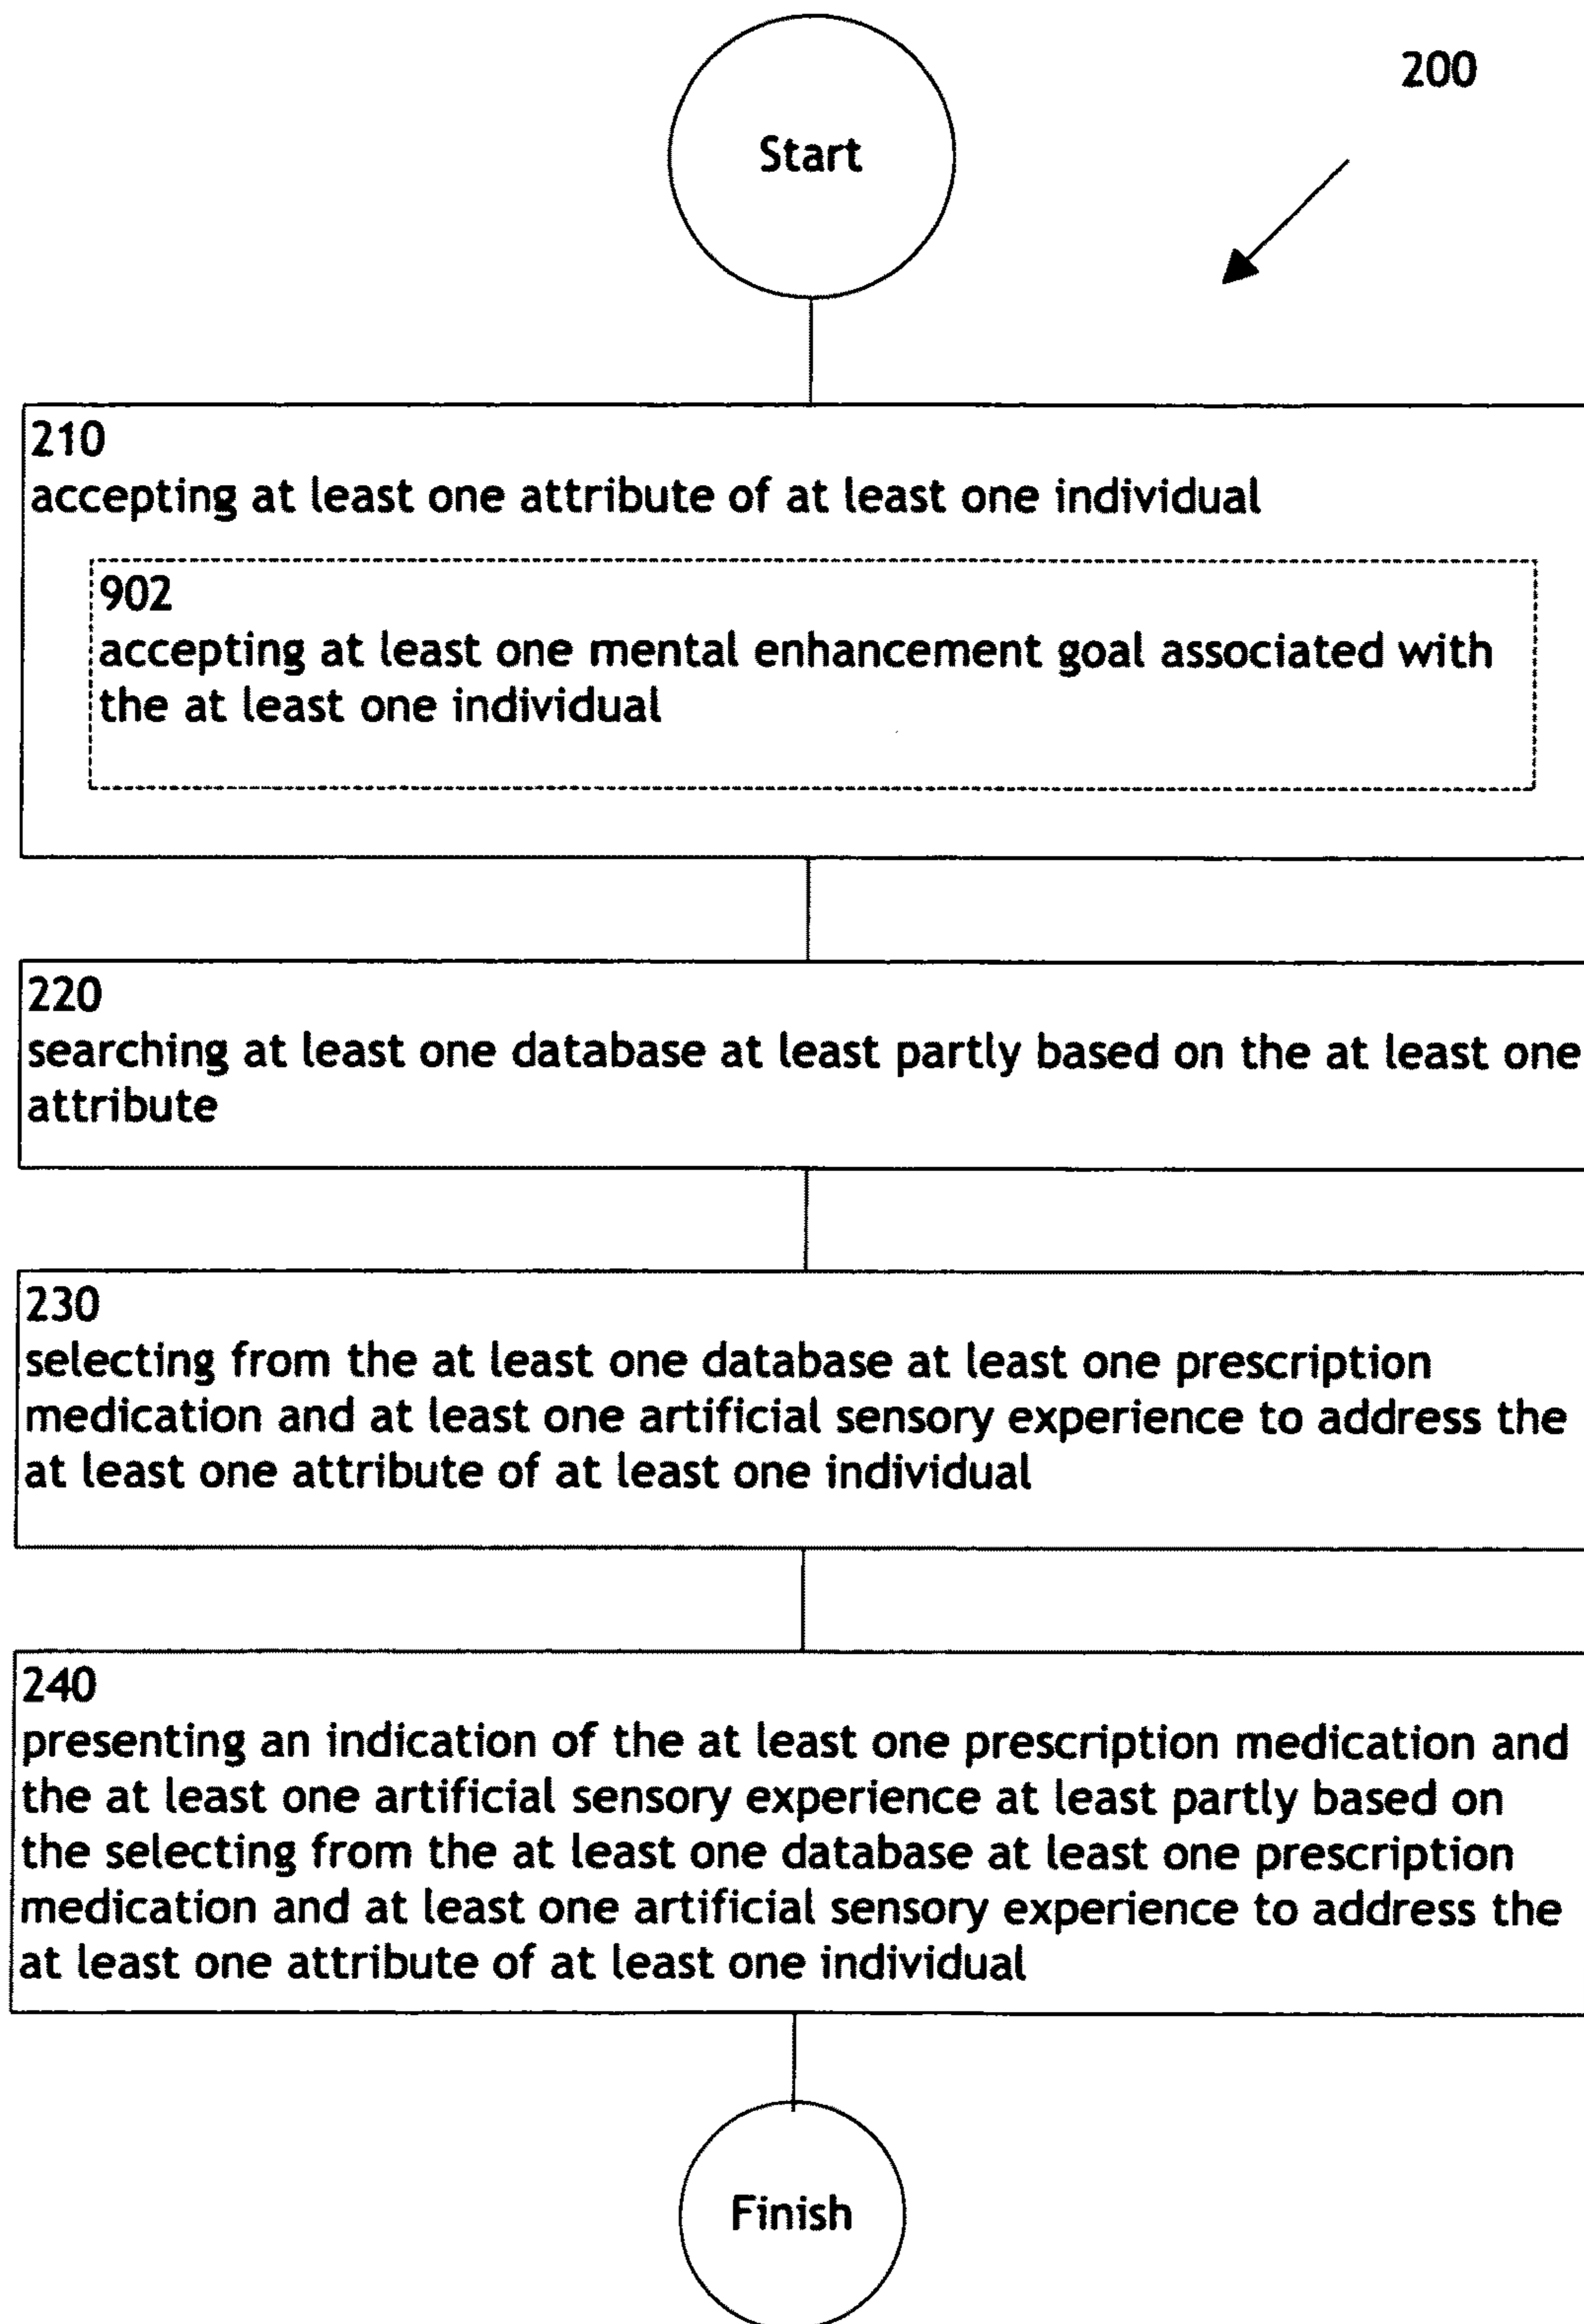 Start
200
210
accepting at least one attribute of at least one individual
902
accepting at least one mental enhancement goal associated with
the at least one individual
220
searching at least one database at least partly based on the at least one
attribute
230
selecting from the at least one database at least one prescription
medication and at least one artificial sensory experience to address the
at least one attribute of at least one individual
240
presenting an indication of the at least one prescription medication and
the at least one artificial sensory experience at least partly based on
the selecting from the at least one database at least one prescription
medication and at least one artificial sensory experience to address the
at least one attribute of at least one individual
Finish